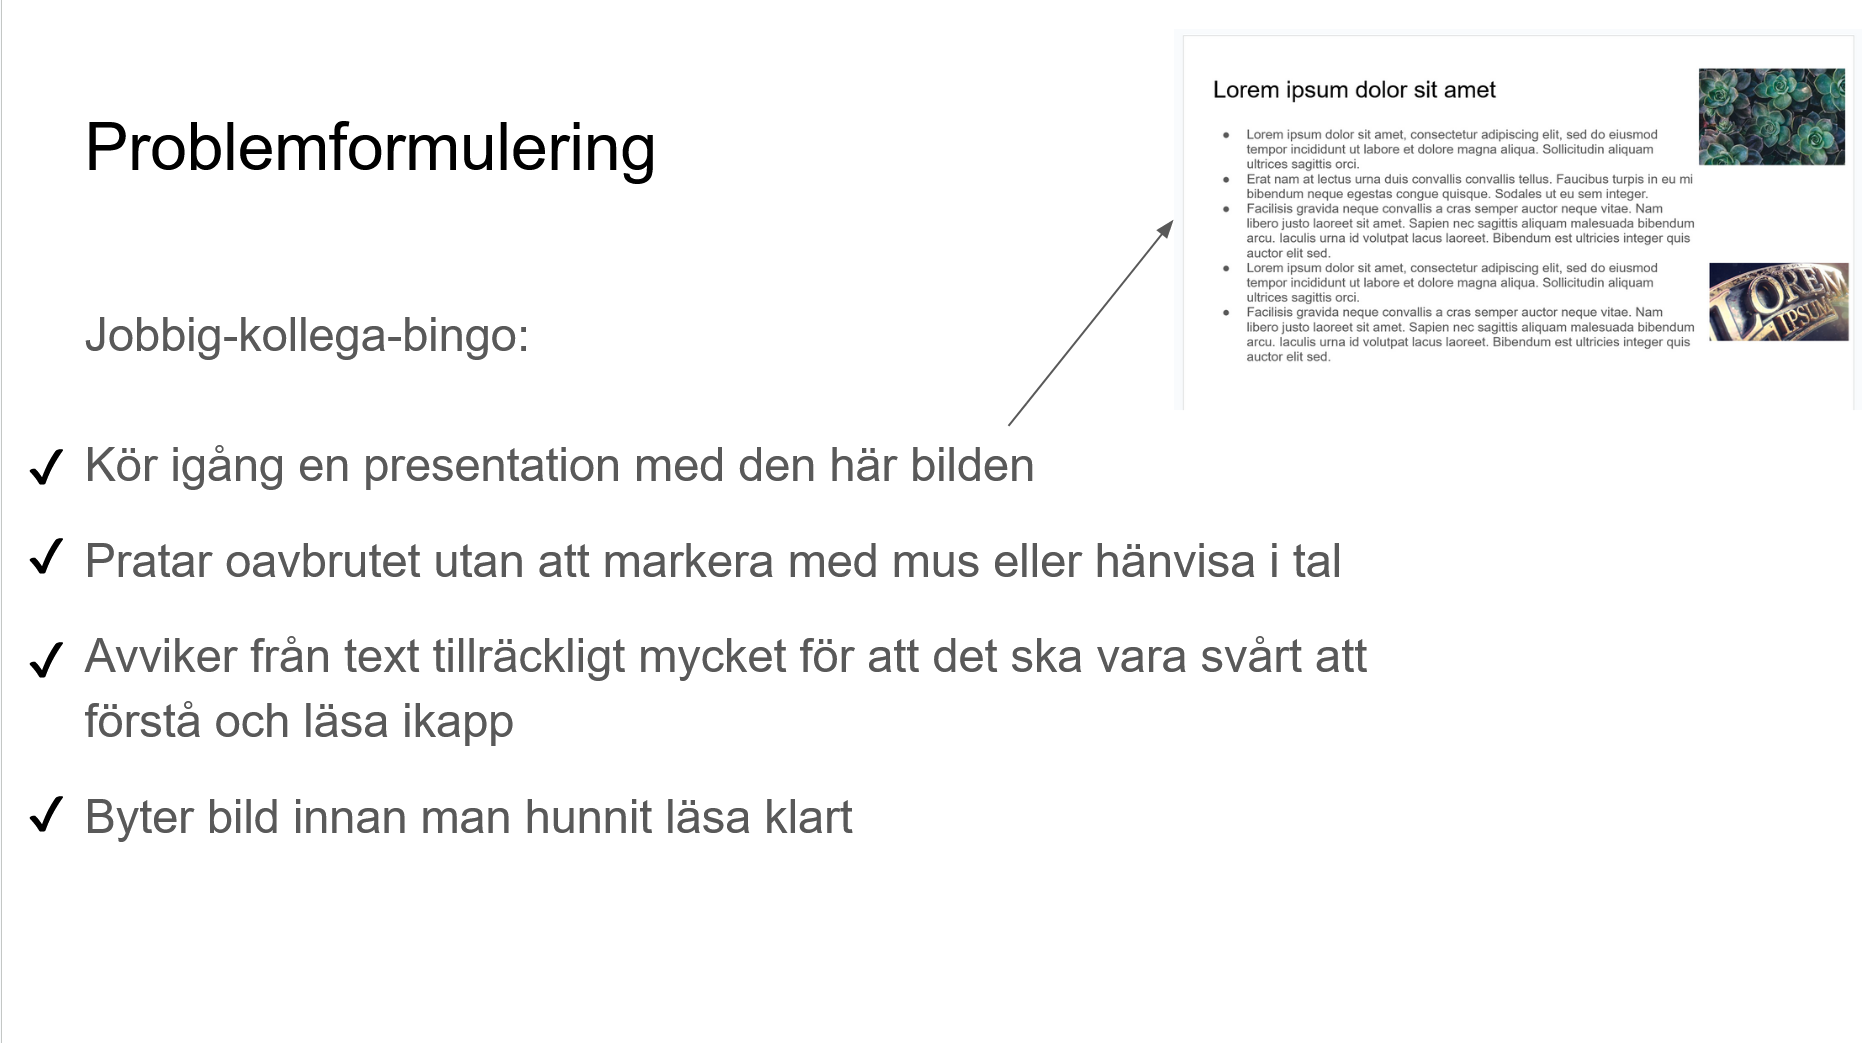 Problemformulering
Jobbig-kollega-bingo:
✓ Kör igång en presentation med den här bilden
✓ Pratar oavbrutet utan att markera med mus eller hänvisa i tal
✓ Avviker från text tillräckligt mycket för att det ska vara svårt att
förstå och läsa ikapp
✓ Byter bild innan man hunnit läsa klart
Lorem ipsum dolor sit amet
● Lorem ipsum dolor sit amet, consectetur adipiscing elit, sed do eiusmod
tempor incididunt ut labore et dolore magna aliqua. Sollicitudin aliquam
ultrices sagittis orci.
● Erat nam at lectus urna duis convallis convallis tellus. Faucibus turpis in eu mi
bibendum neque egestas congue quisque. Sodales ut eu sem integer.
● Facilisis gravida neque convallis a cras semper auctor neque vitae. Nam
libero justo laoreet sit amet. Sapien nec sagittis aliquam malesuada bibendum
arcu. Iaculis urna id volutpat lacus laoreet. Bibendum est ultricies integer quis
auctor elit sed.
● Lorem ipsum dolor sit amet, consectetur adipiscing elit, sed do eiusmod
tempor incididunt ut labore et dolore magna aliqua. Sollicitudin aliquam
ultrices sagittis orci.
● Facilisis gravida neque convallis a cras semper auctor neque vitae. Nam
libero justo laoreet sit amet. Sapien nec sagittis aliquam malesuada bibendum
arcu. Iaculis urna id volutpat lacus laoreet. Bibendum est ultricies integer quis
auctor elit sed.
LOREM
IPSUM